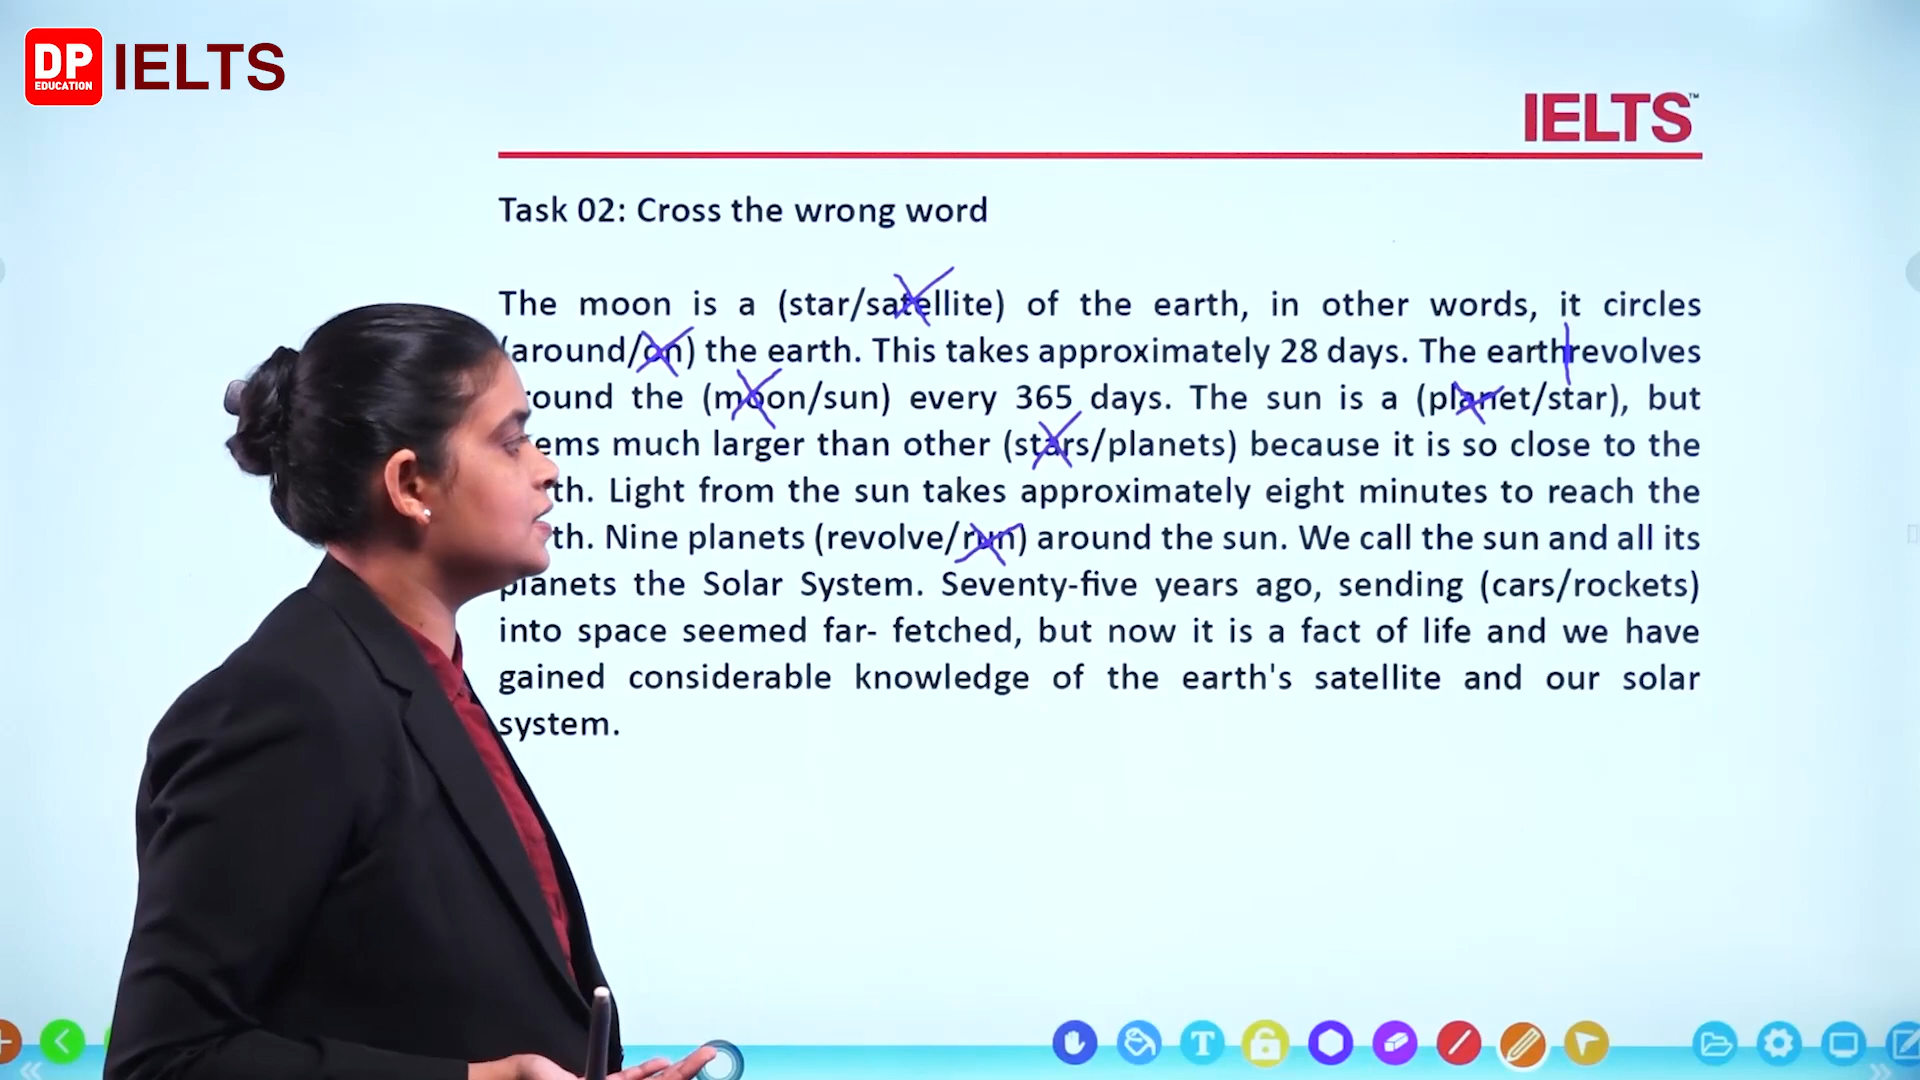 DP
EDUCATION
IELTS
IELTS™
Task 02: Cross the wrong word
The moon is a (star/satellite) of the earth, in other words, it circles
(around/on) the earth. This takes approximately 28 days. The earth revolves
the (moon/sun) every 365 days. The sun is a (planet/star), but
much larger than other (stars/planets) because it is so close to the
Light from the sun takes approximately eight minutes to reach the
Nine planets (revolve/run) around the sun. We call the sun and all its
planets the Solar System. Seventy-five years ago, sending (cars/rockets)
into space seemed far- fetched, but now it is a fact of life and we have
gained considerable knowledge of the earth's satellite and our solar
system.
T